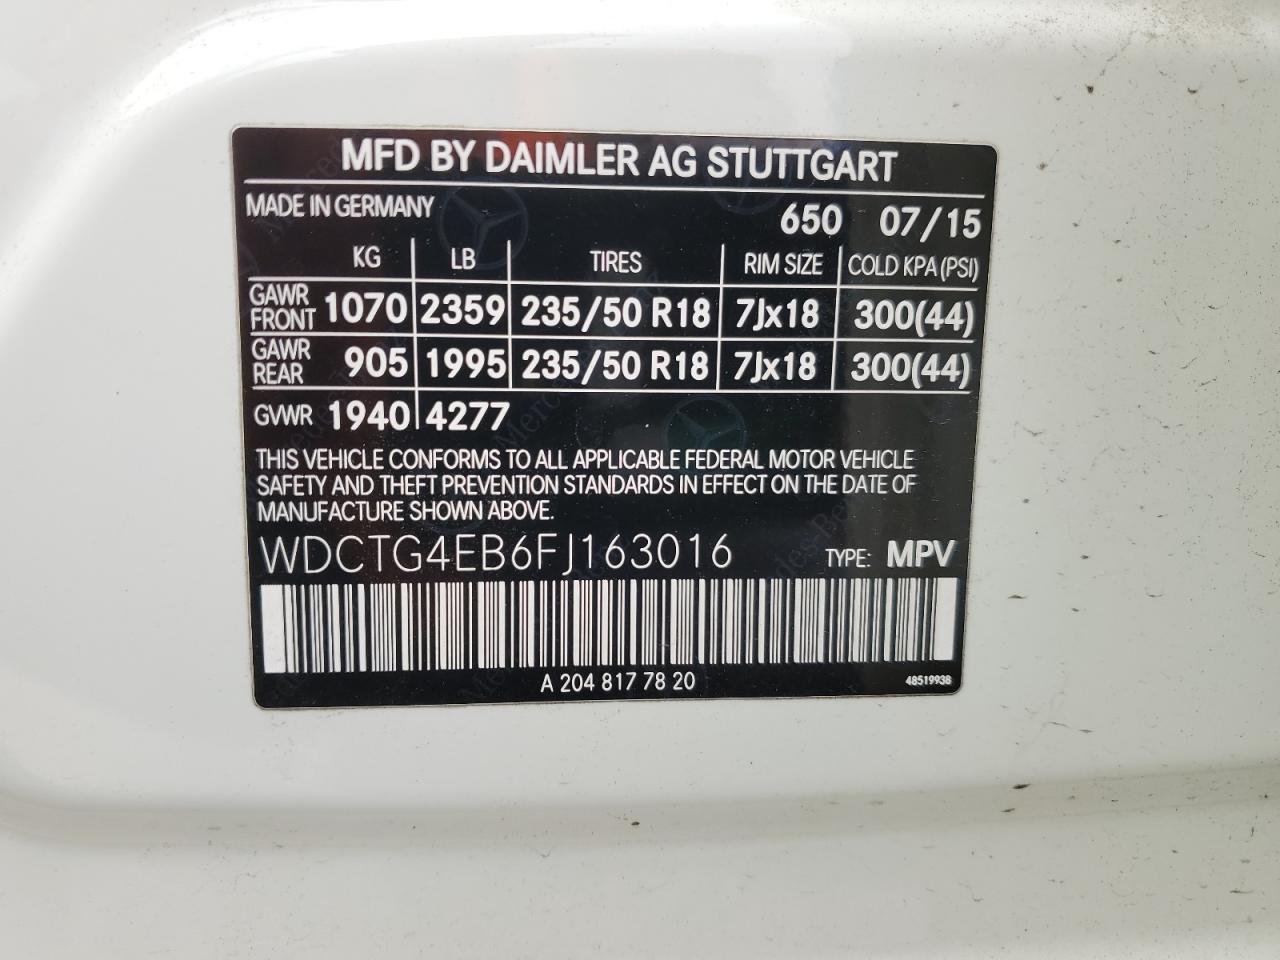 MFD BY DAIMLER AG STUTTGART
MADE IN GERMANY 650 07/15
KG LB TIRES RIM SIZE COLD KPA (PSI)
GAWR FRONT 1070 2359 235/50 R18 7Jx18 300(44)
GAWR REAR 905 1995 235/50 R18 7Jx18 300(44)
GVWR 1940 4277
THIS VEHICLE CONFORMS TO ALL APPLICABLE FEDERAL MOTOR VEHICLE
SAFETY AND THEFT PREVENTION STANDARDS IN EFFECT ON THE DATE OF
MANUFACTURE SHOWN ABOVE.
WDCTG4EB6FJ163016 TYPE: MPV
A 204 817 78 20 48519938